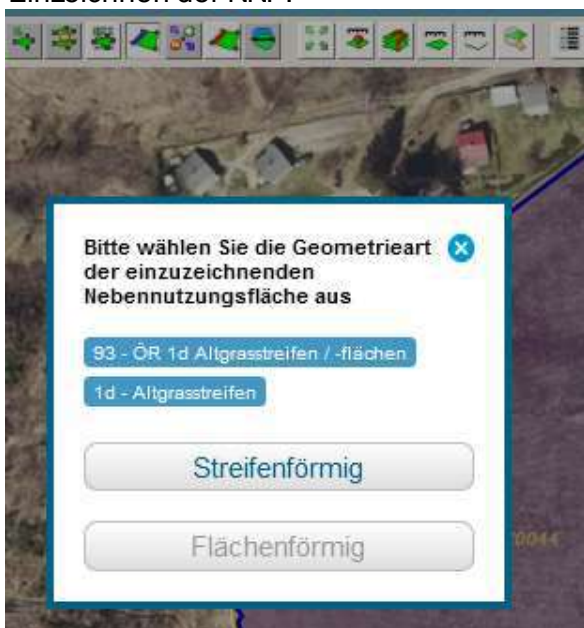 Einzeichnen der NNF:
Bitte wählen Sie die Geometrieart
der einzuzeichnenden
Nebennutzungsfläche aus
93 - ÖR 1d Altgrasstreifen / -flächen
1d - Altgrasstreifen
Streifenförmig
Flächenförmig